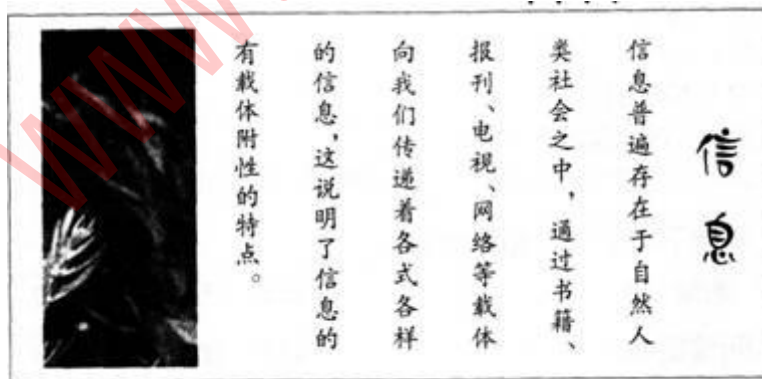 信息
信息普遍存在于自然人
类社会之中，通过书籍、
报刊、电视、网络等载体
向我们传递着各式各样
的信息，这说明了信息的
有载体附性的特点。
WWW